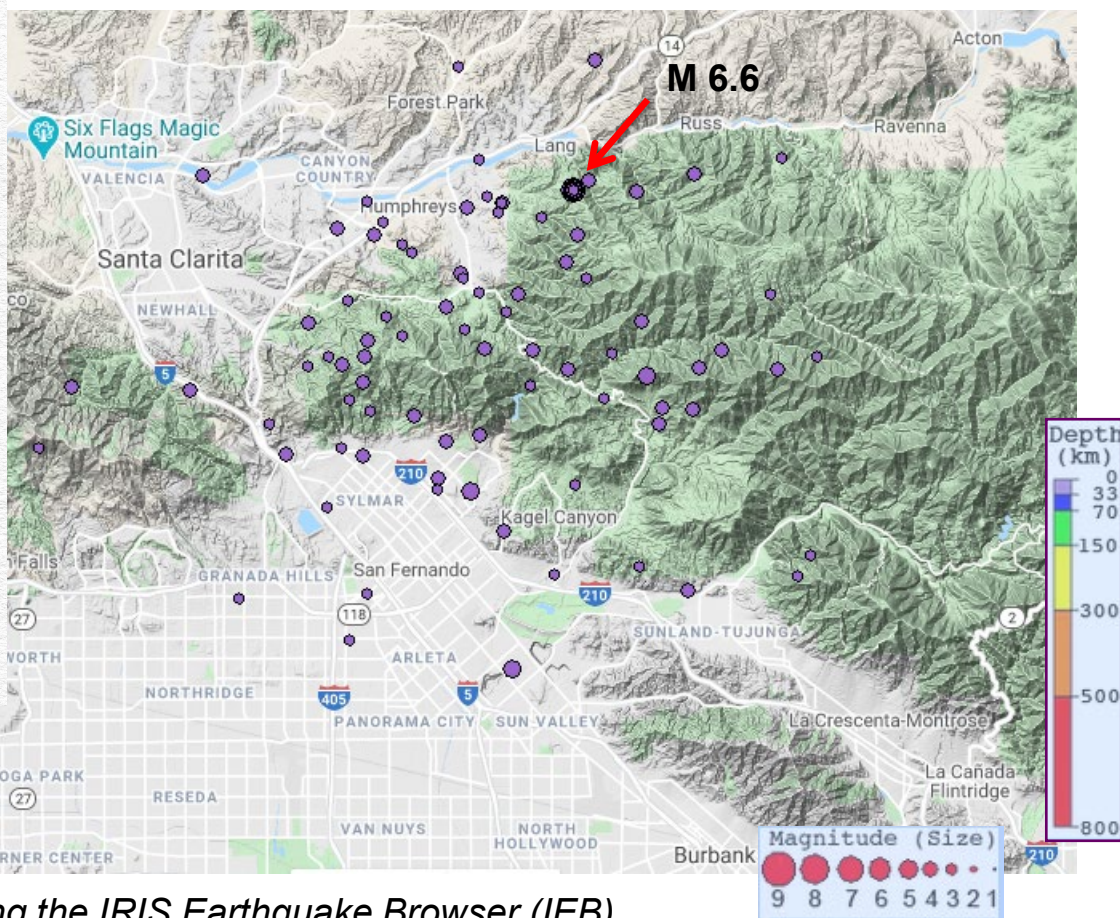 Acton
14
M 6.6
Forest Park
Six Flags Magic
Mountain
Russ
Ravenna
Lang
CANYON
COUNTRY
VALENCIA
Humphreys
Santa Clarita
co
NEWHALL
5
Depth
(km)
0
33
70
150
300
500
800
210
SYLMAR
Kagel Canyon
Falls
San Fernando
GRANADA HILLS
210
118
27
2
SUNLAND-TUJUNGA
WORTH
ARLETA
NORTHRIDGE
405
5
PANORAMA CITY
SUN VALLEY
La Crescenta-Montrose
OGA PARK
La Cañada
Flintridge
27
RESEDA
VAN NUYS
NORTH
HOLLYWOOD
RNER CENTER
Burbank
210
Magnitude (Size)
9 8 7 6 5 4 3 2 1
ng the IRIS Earthquake Browser (IEB)